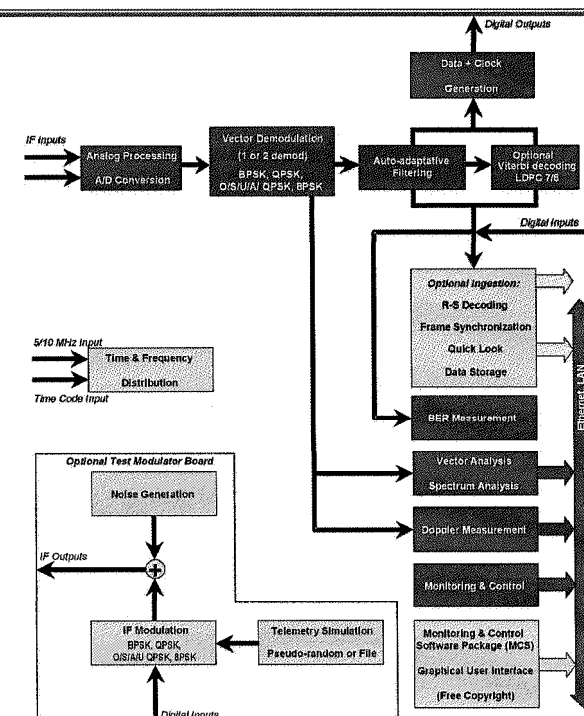 Digital Outputs
Data + Clock
Generation
IF Inputs
Analog Processing
A/D Conversion
Vector Demodulation
(1 or 2 demod)
BPSK, QPSK,
O/S/U/A/ QPSK, 8PSK
Auto-adaptative
Filtering
Optional
Viterbi decoding
LDPC 7/8
Digital Inputs
Optional Ingestion:
R-S Decoding
Frame Synchronization
Quick Look
Data Storage
5/10 MHz Input
Time & Frequency
Distribution
Time Code Input
Ethernet LAN
BER Measurement
Optional Test Modulator Board
Vector Analysis
Spectrum Analysis
Noise Generation
Doppler Measurement
IF Outputs
+
Monitoring & Control
IF Modulation
BPSK, QPSK,
O/S/A/U QPSK, 8PSK
Telemetry Simulation
Pseudo-random or File
Monitoring & Control
Software Package (MCS)
Graphical User Interface
(Free Copyright)
Digital Inputs